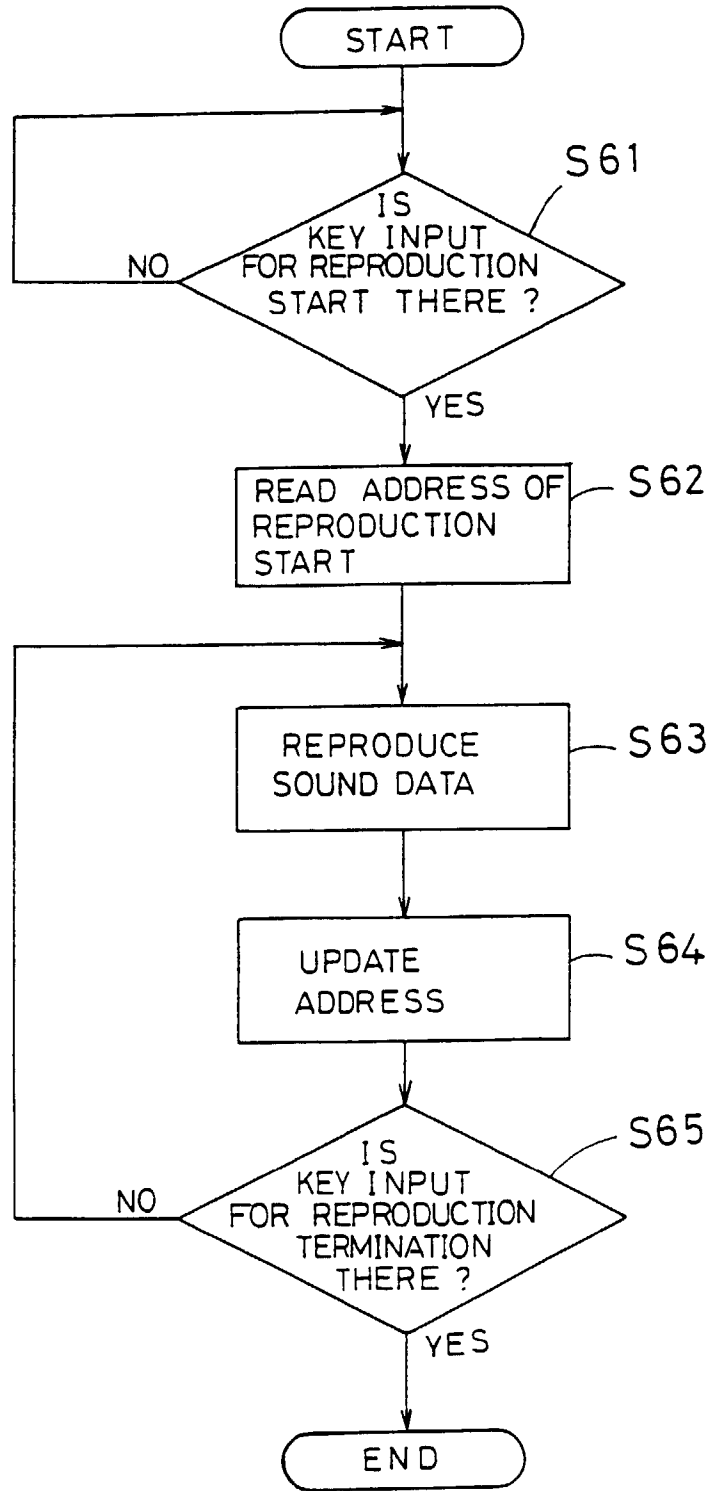 START
S61
IS
KEY INPUT
FOR REPRODUCTION
START THERE ?
NO
YES
READ ADDRESS OF
REPRODUCTION
START
S62
REPRODUCE
SOUND DATA
S63
UPDATE
ADDRESS
S64
S65
IS
KEY INPUT
FOR REPRODUCTION
TERMINATION
THERE ?
NO
YES
END